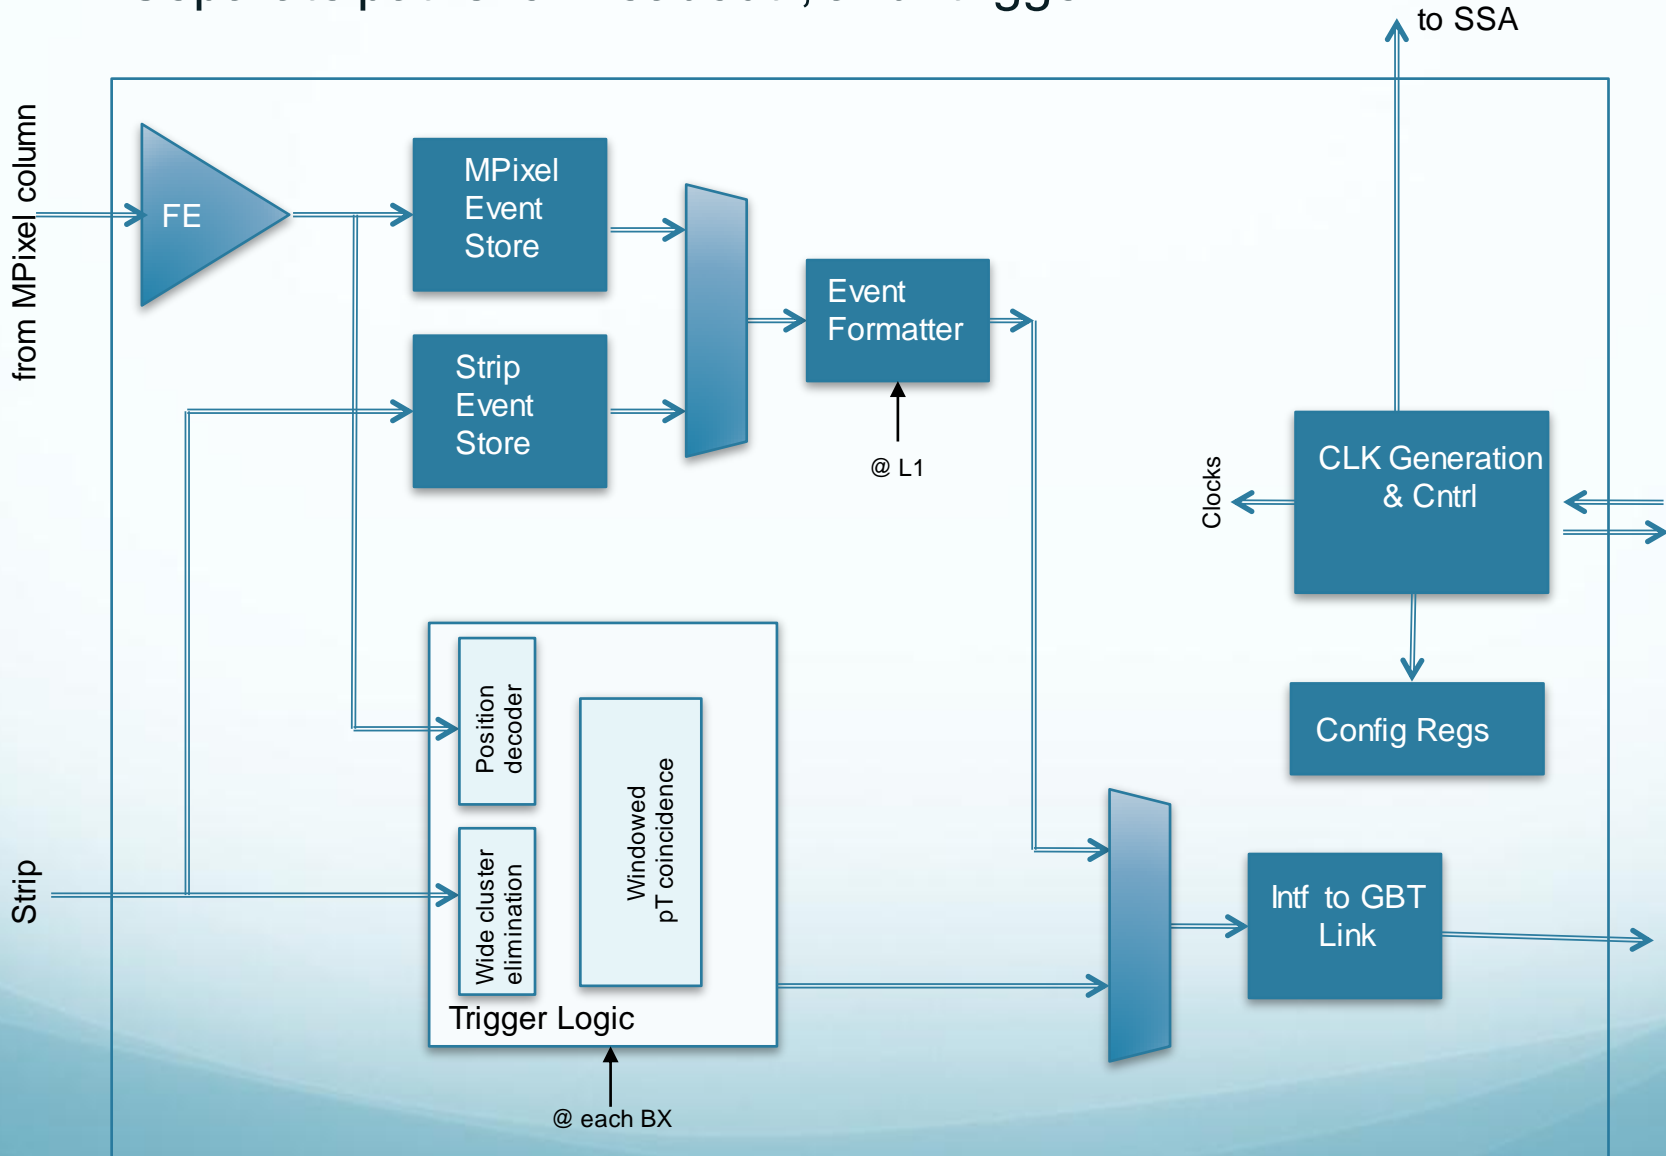 to SSA
from MPixel column
FE
MPixel
Event
Store
Strip
Event
Store
Event
Formatter
@ L1
Clocks
CLK Generation
& Cntrl
Config Regs
Position
decoder
Windowed
pT coincidence
Wide cluster
elimination
Trigger Logic
@ each BX
Strip
Intf to GBT
Link